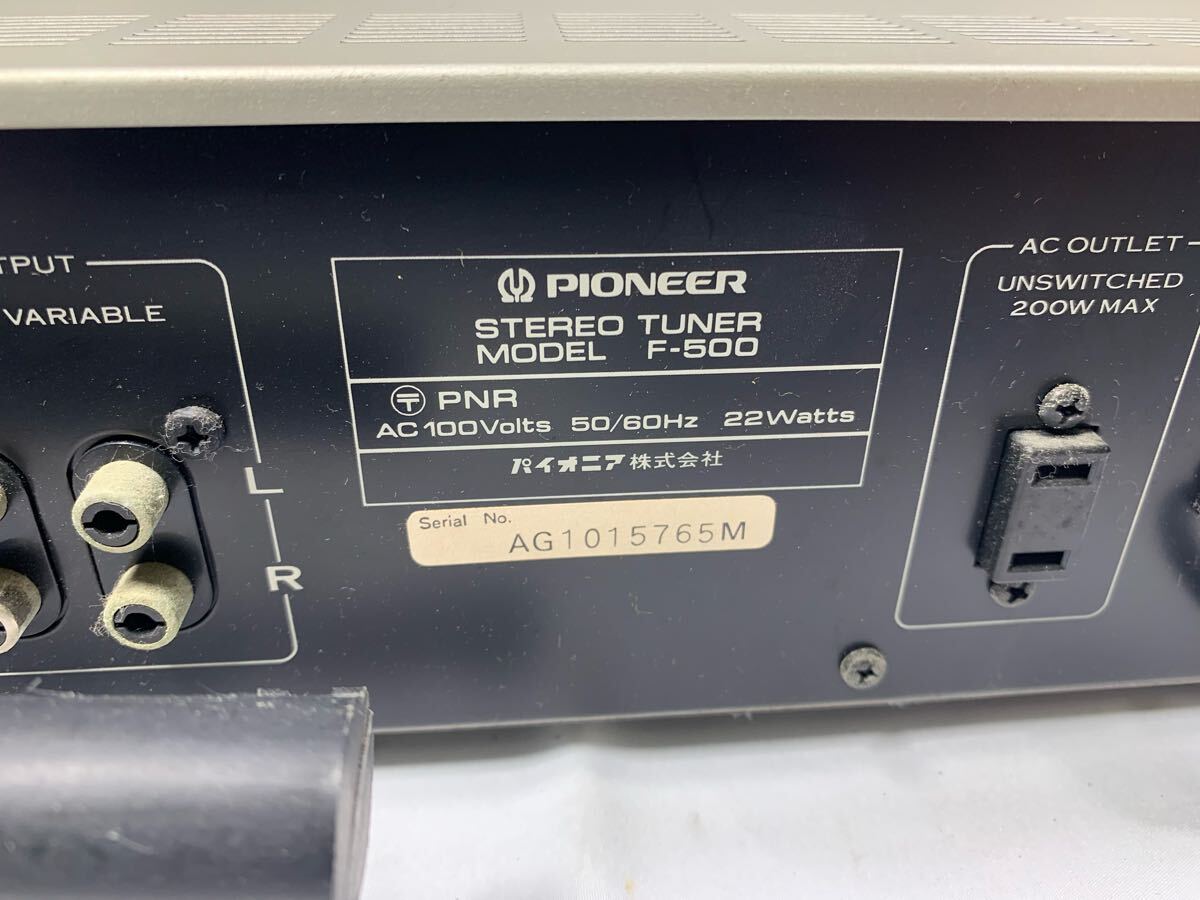 VARIABLE
L
R
PIONEER
STEREO TUNER
MODEL F-500
〒 PNR
AC 100Volts 50/60Hz 22Watts
パイオニア株式会社
Serial No.
AG1015765M
AC OUTLET
UNSWITCHED
200W MAX